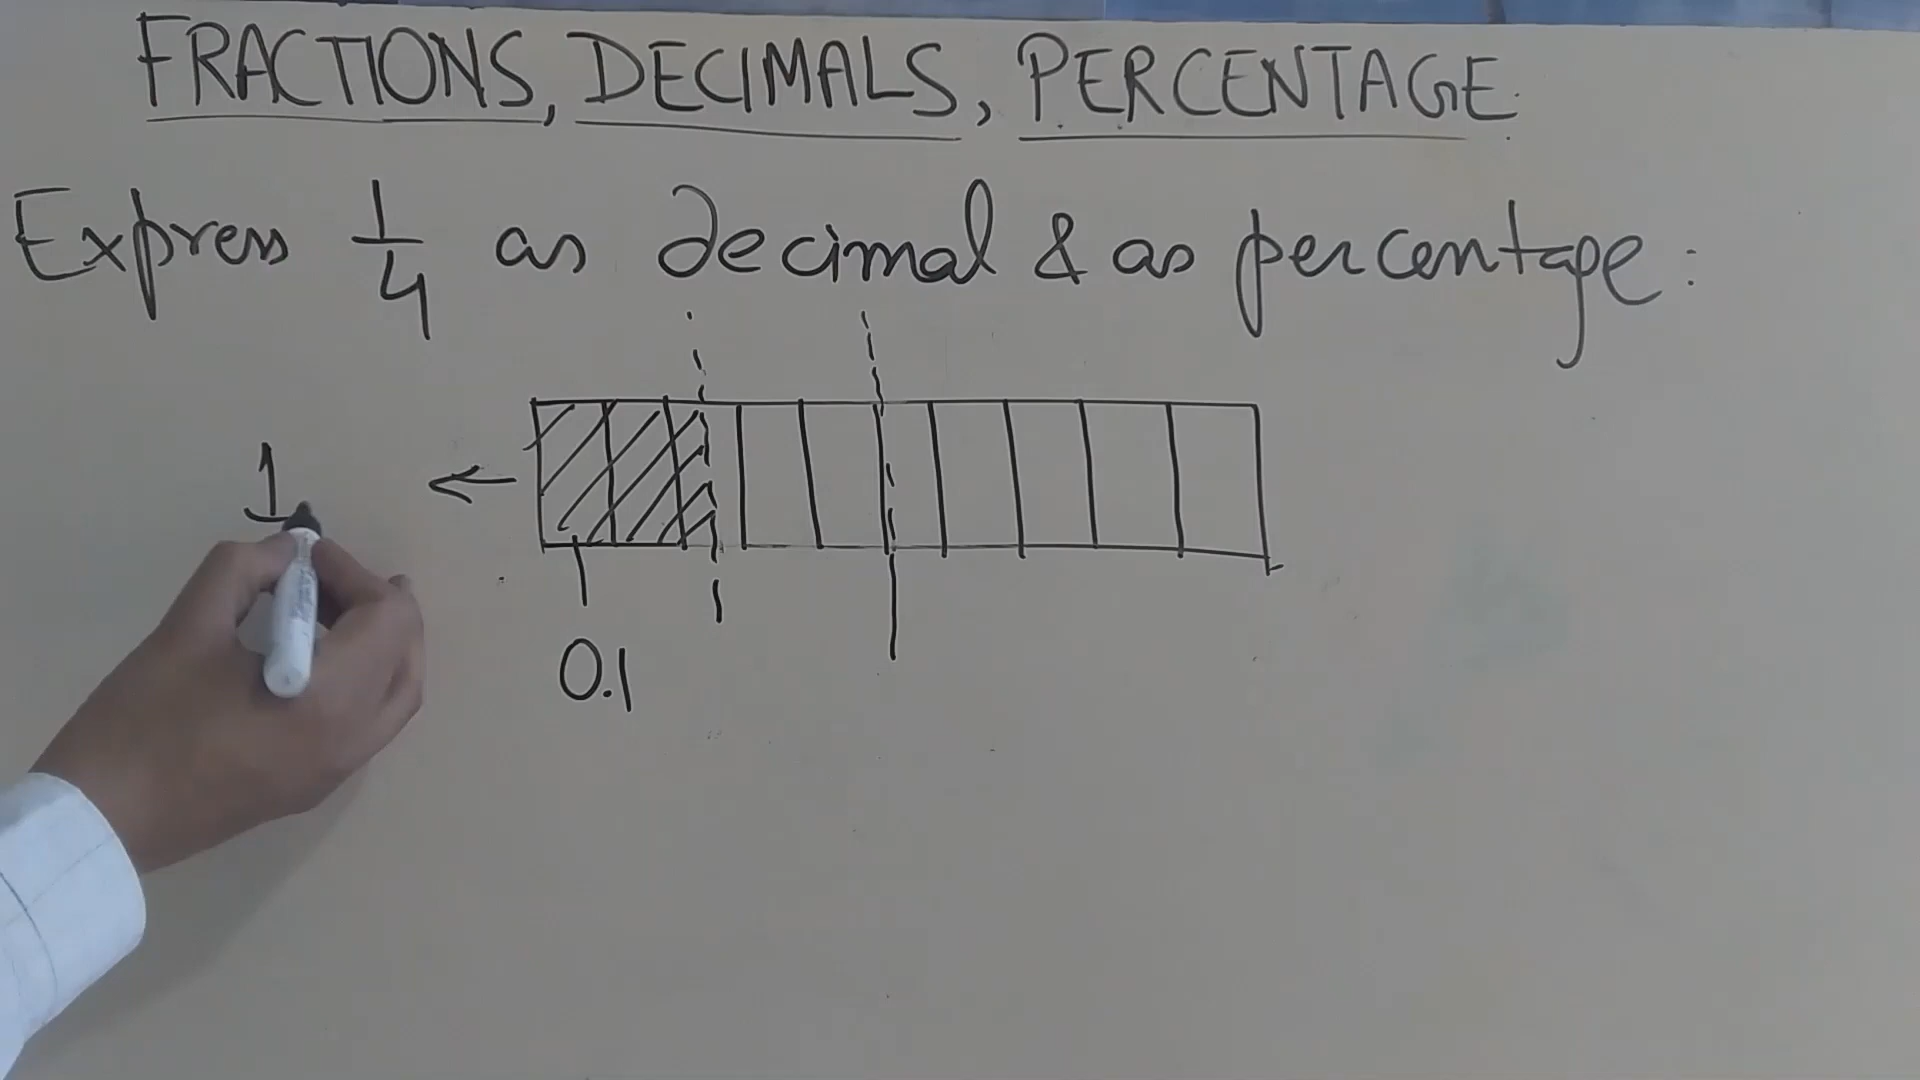 FRACTIONS, DECIMALS, PERCENTAGE
Express 1/4 as decimal & as percentage:
1
0.1